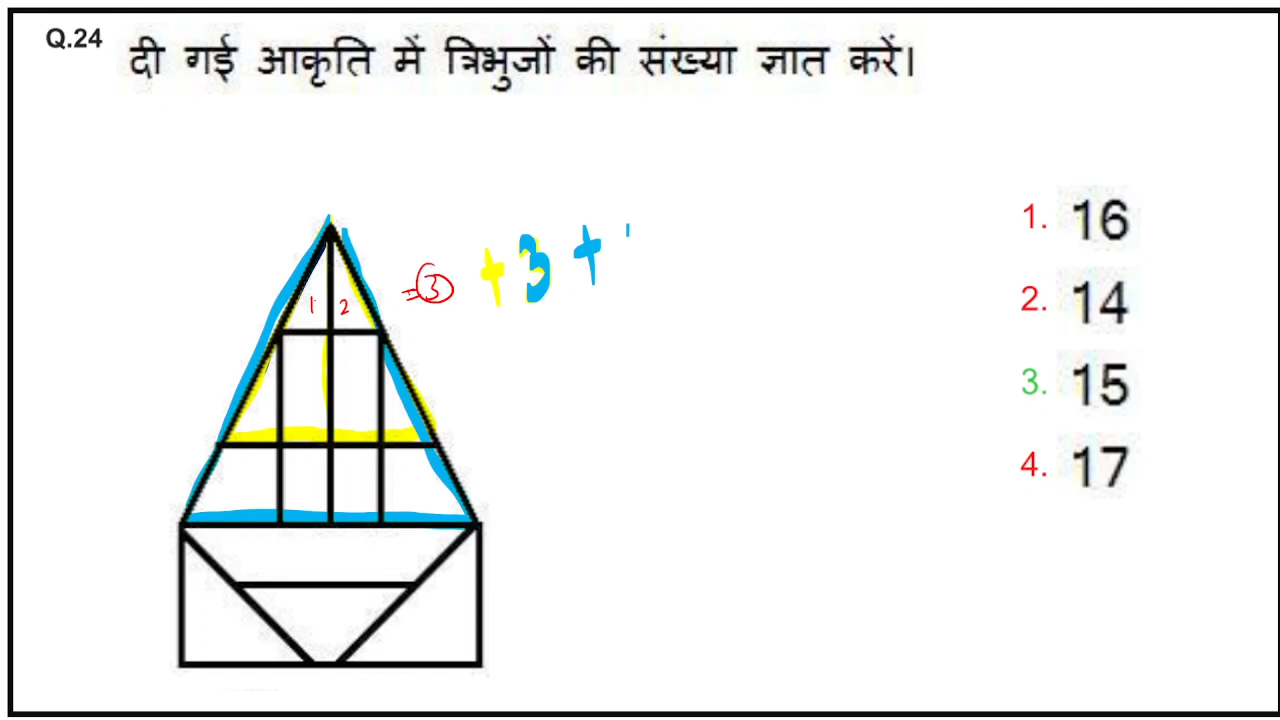 Q.24 दी गई आकृति में त्रिभुजों की संख्या ज्ञात करें।
1 2 = 3 + 3 +
1. 16
2. 14
3. 15
4. 17